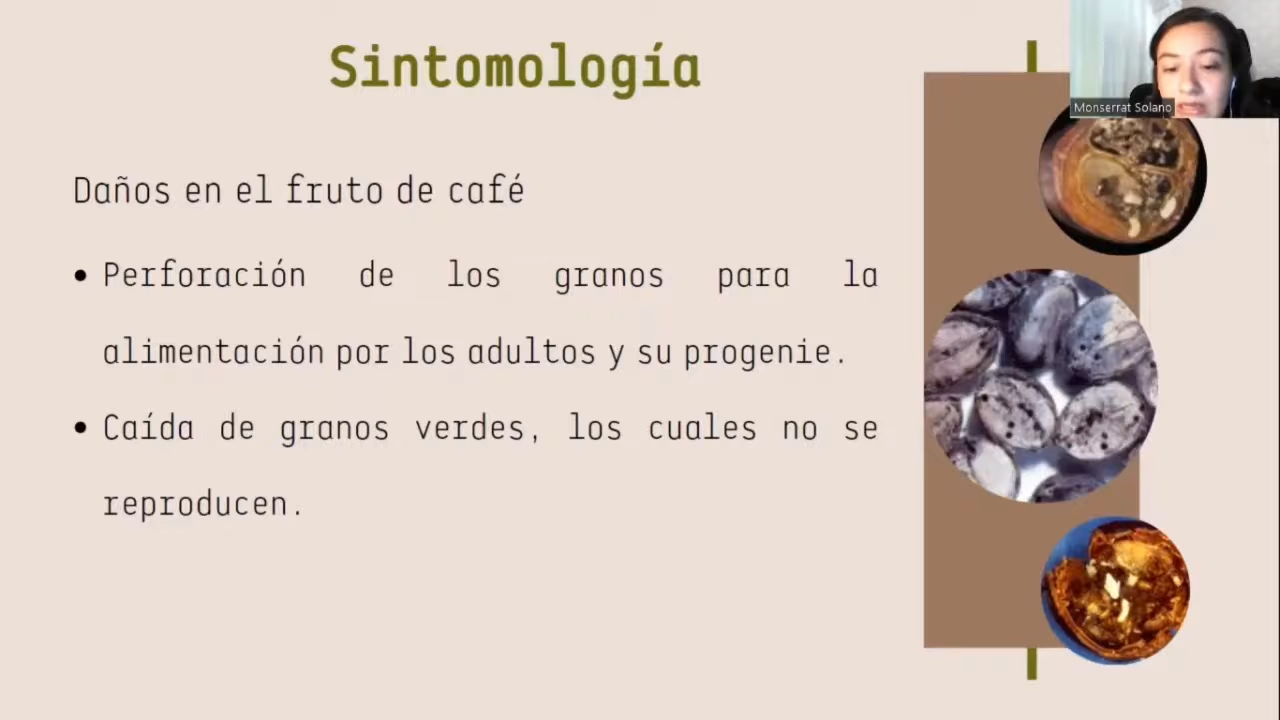 Sintomología
Monserrat Solano
Daños en el fruto de café
• Perforación de los granos para la
alimentación por los adultos y su progenie.
• Caída de granos verdes, los cuales no se
reproducen.